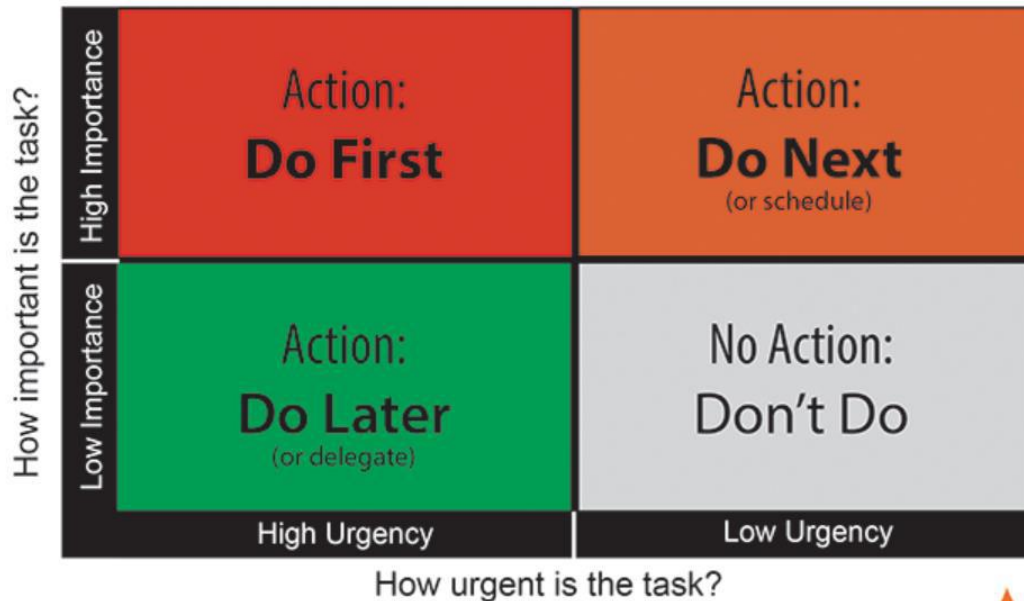 How important is the task?
High Importance
Action:
Do First
Action:
Do Next
(or schedule)
Low Importance
Action:
Do Later
(or delegate)
No Action:
Don't Do
High Urgency
Low Urgency
How urgent is the task?